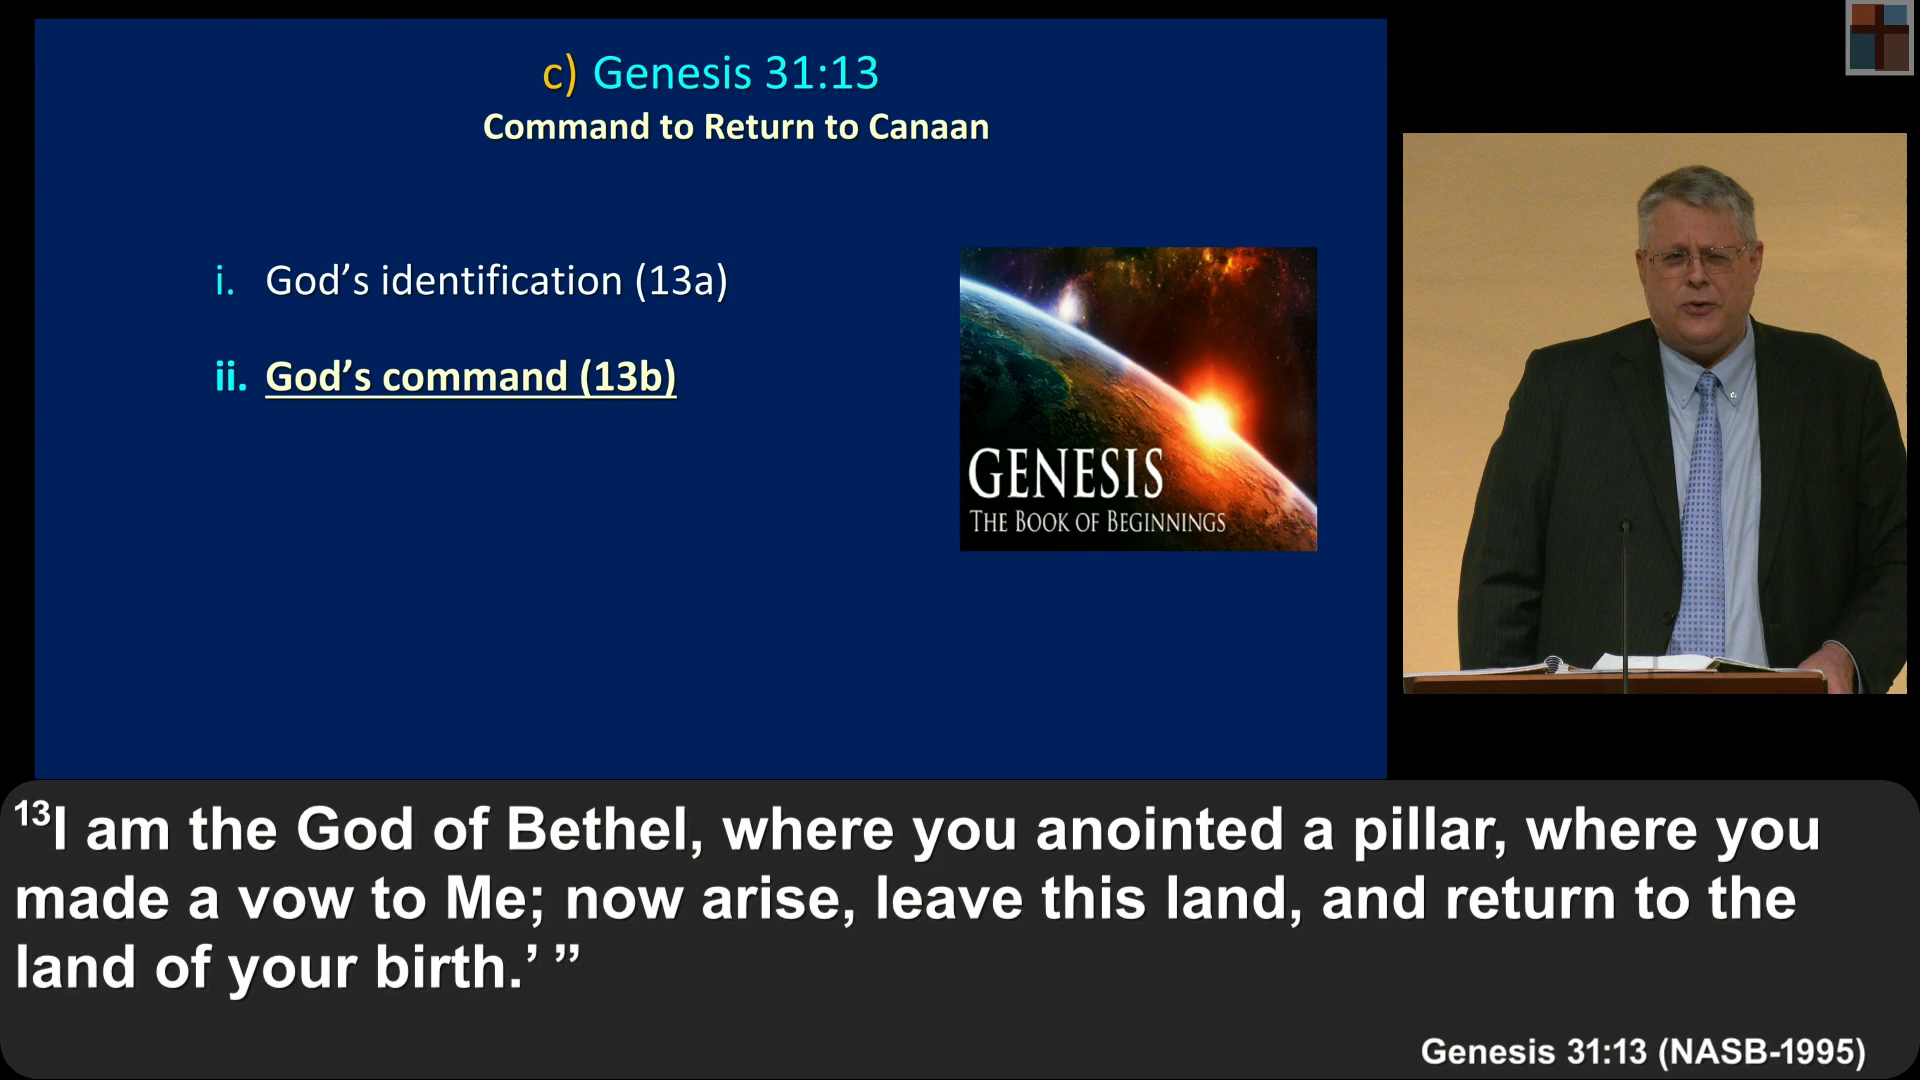 c) Genesis 31:13
Command to Return to Canaan
i. God’s identification (13a)
ii. God’s command (13b)
GENESIS
THE BOOK OF BEGINNINGS
13I am the God of Bethel, where you anointed a pillar, where you
made a vow to Me; now arise, leave this land, and return to the
land of your birth.’ ”
Genesis 31:13 (NASB-1995)